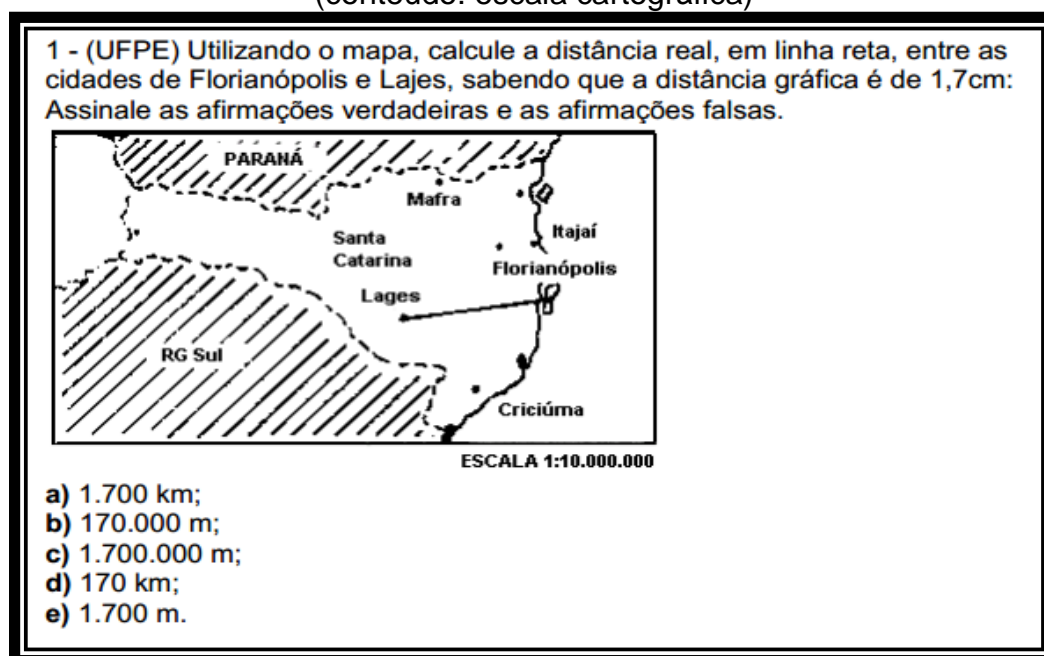 (conteúdo: escala cartográfica)
1 - (UFPE) Utilizando o mapa, calcule a distância real, em linha reta, entre as
cidades de Florianópolis e Lajes, sabendo que a distância gráfica é de 1,7cm:
Assinale as afirmações verdadeiras e as afirmações falsas.
PARANÁ
Mafra
Itajaí
Santa
Catarina
Florianópolis
Lages
RG Sul
Criciúma
ESCALA 1:10.000.000
a) 1.700 km;
b) 170.000 m;
c) 1.700.000 m;
d) 170 km;
e) 1.700 m.